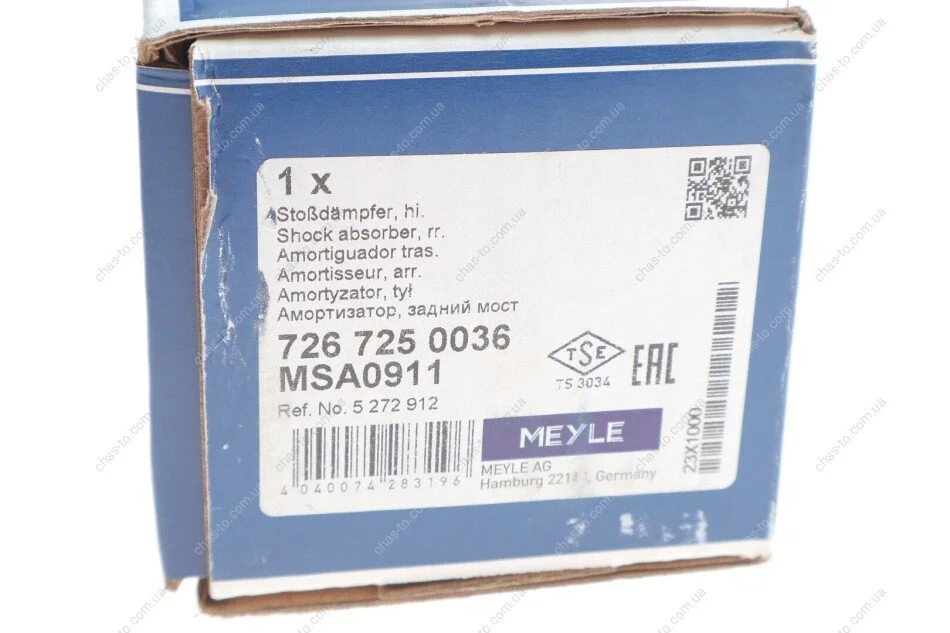 1 x
Stoßdämpfer, hi.
Shock absorber, rr.
Amortiguador tras.
Amortisseur, arr.
Amortyzator, tył
Амортизатор, задний мост
726 725 0036
MSA0911
Ref. No. 5 272 912
TSE
TS 3034
EAC
MEYLE
MEYLE AG
Hamburg Germany
4 040074 283196
23X1000
chas-to.com.ua